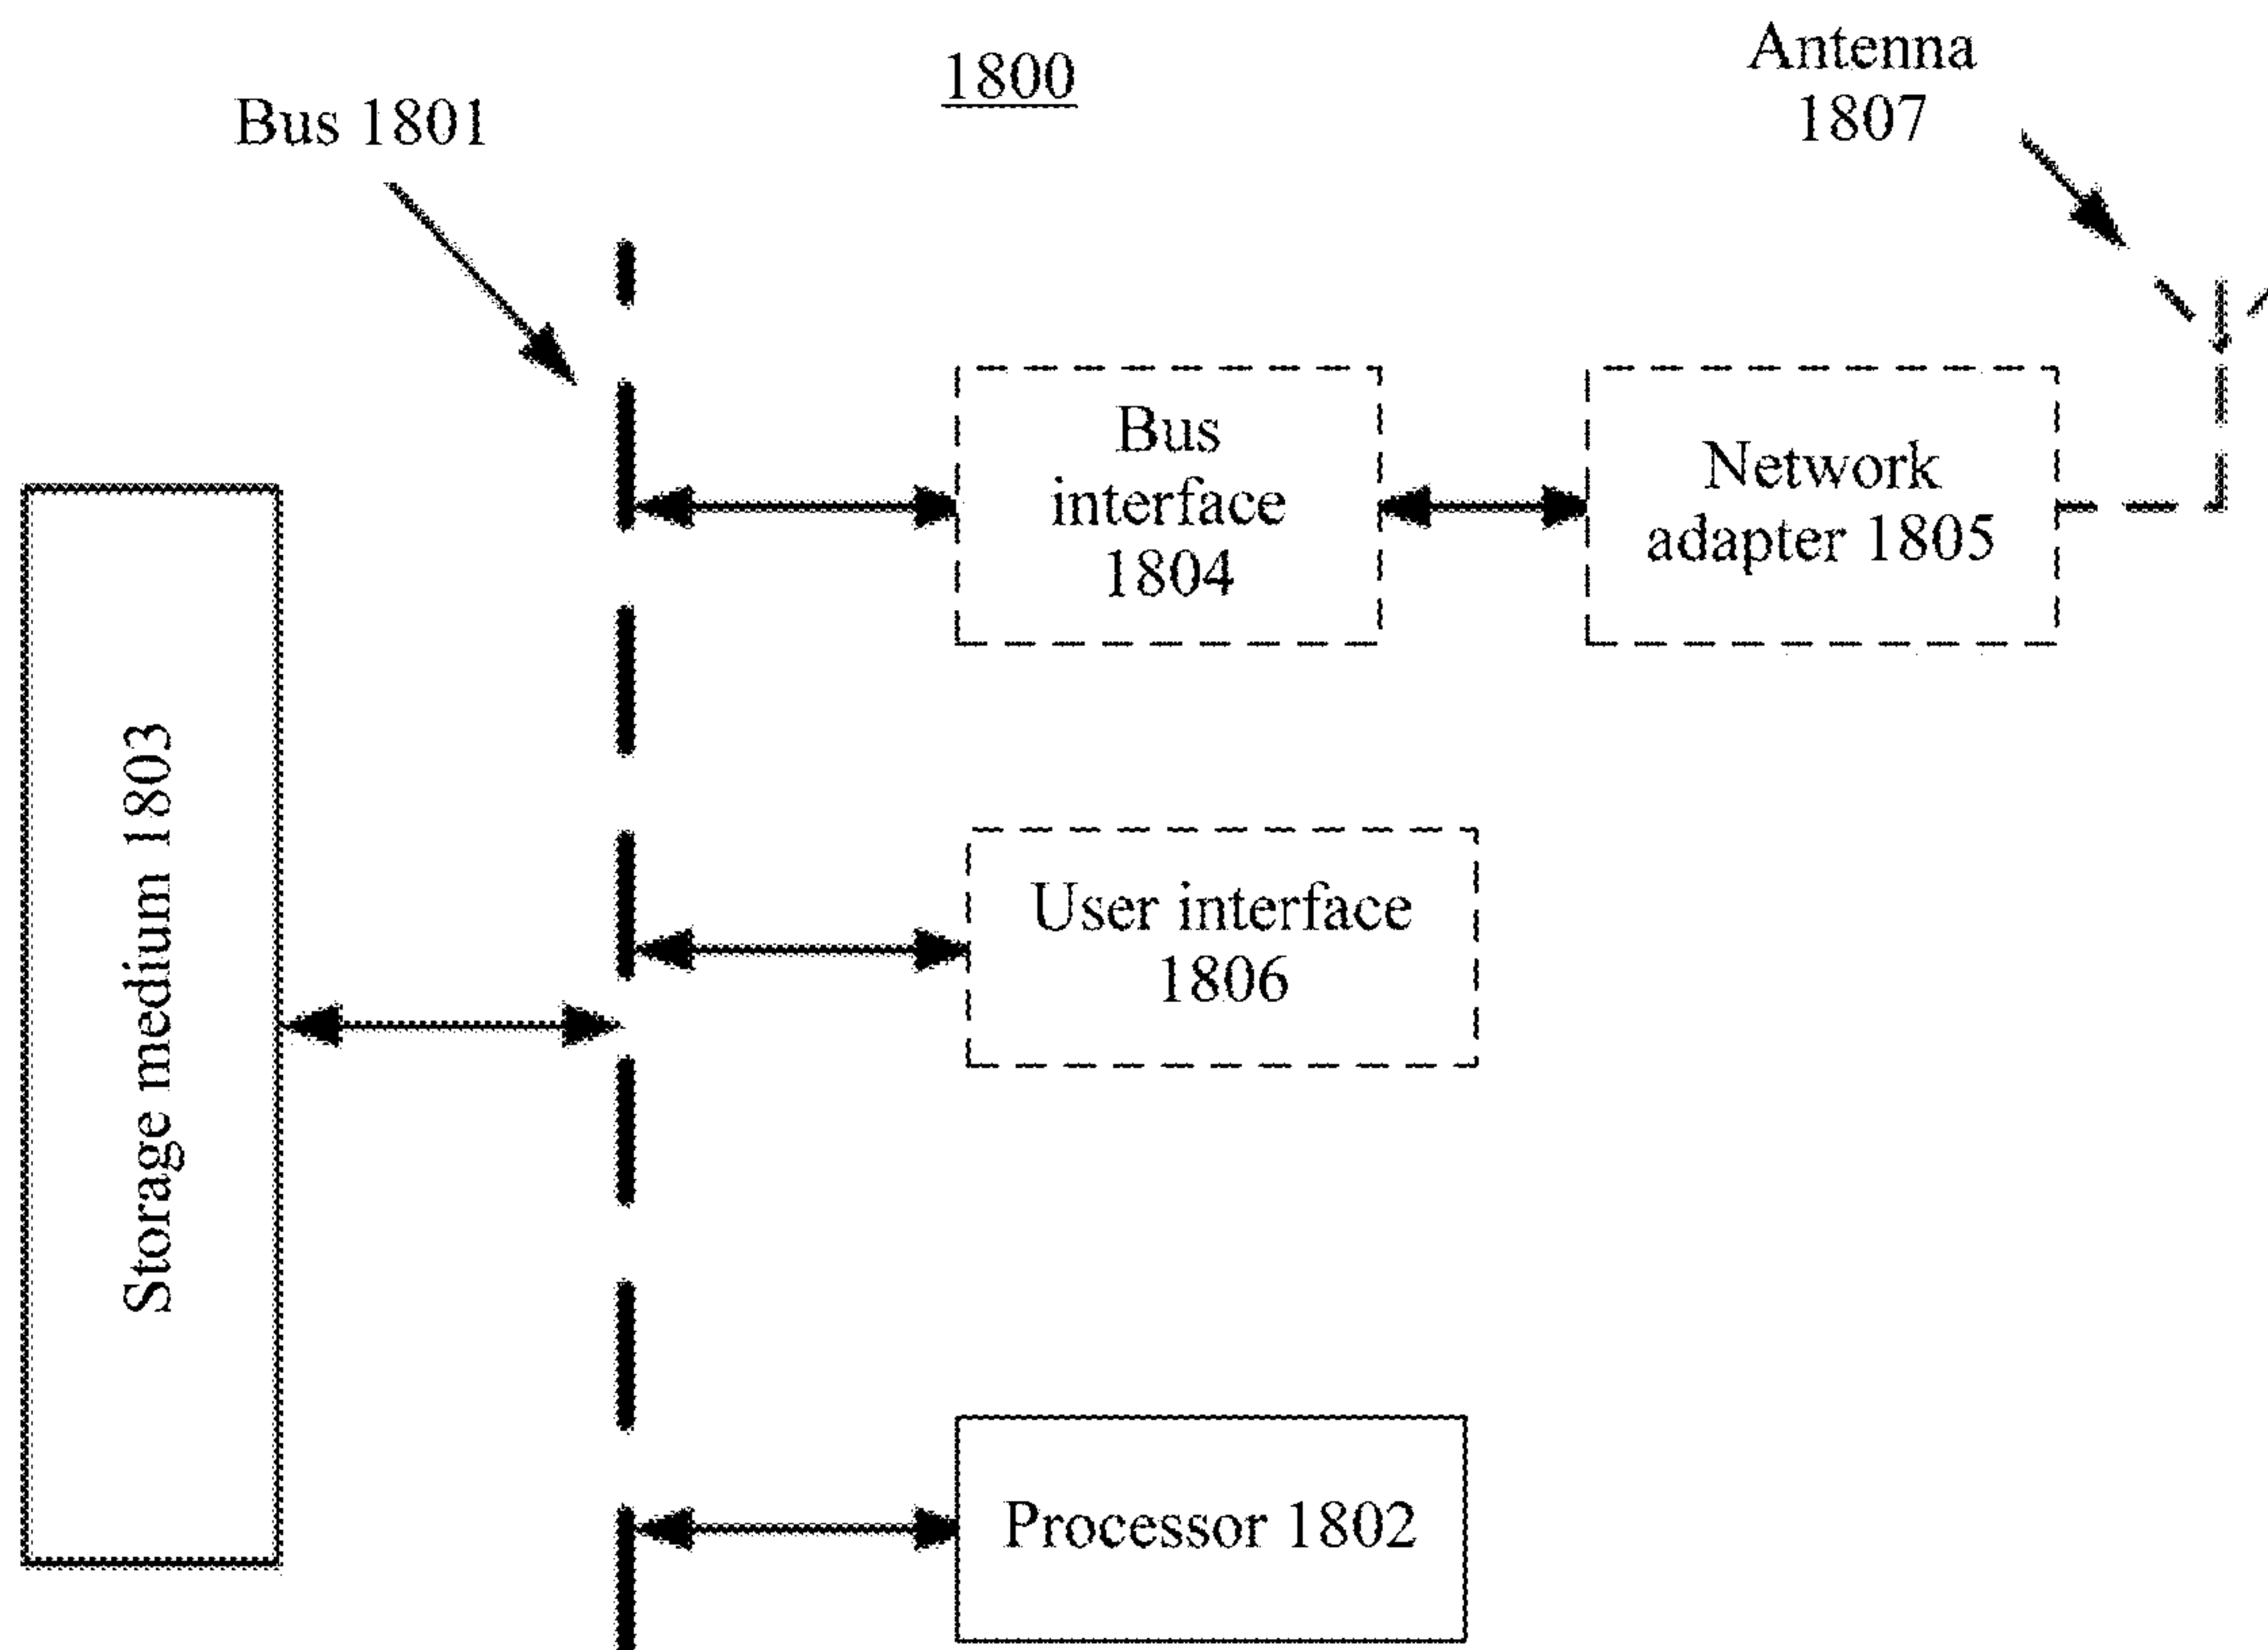 1800
Antenna
1807
Bus 1801
Bus
interface
1804
Network
adapter 1805
Storage medium 1803
User interface
1806
Processor 1802